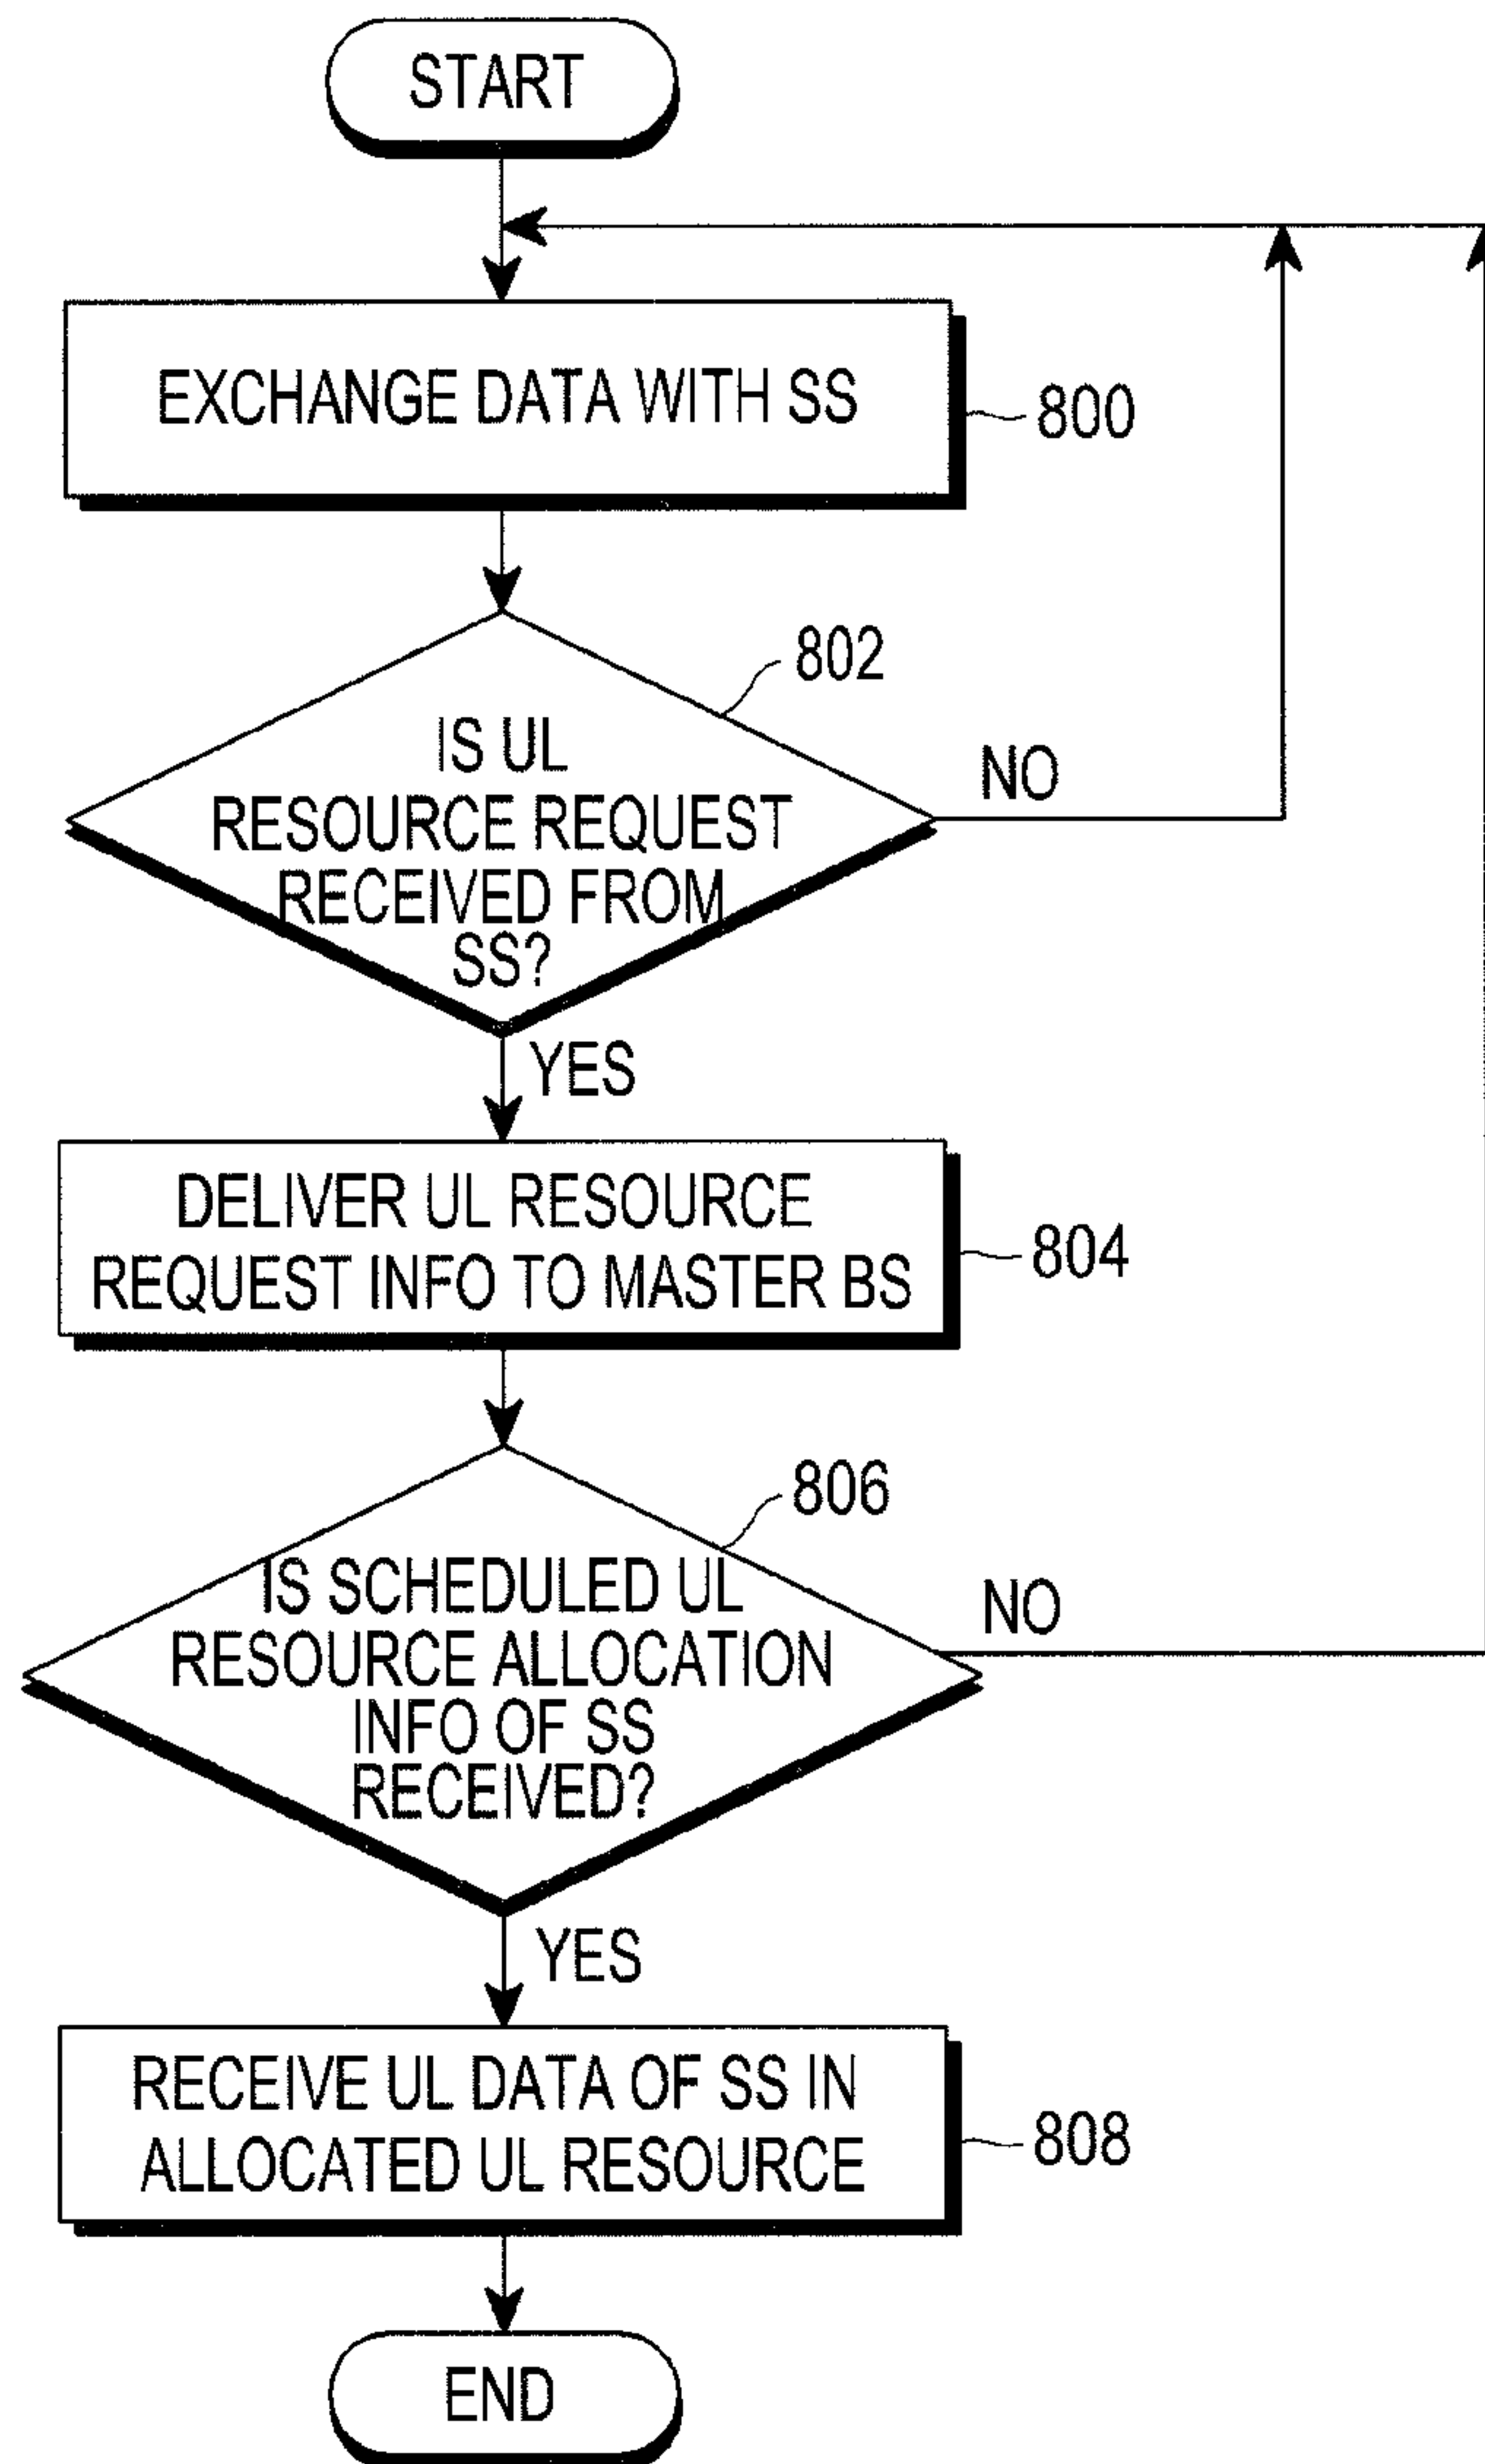 START
EXCHANGE DATA WITH SS
800
802
IS UL
RESOURCE REQUEST
RECEIVED FROM
SS?
NO
YES
DELIVER UL RESOURCE
REQUEST INFO TO MASTER BS
804
806
IS SCHEDULED UL
RESOURCE ALLOCATION
INFO OF SS
RECEIVED?
NO
YES
RECEIVE UL DATA OF SS IN
ALLOCATED UL RESOURCE
808
END